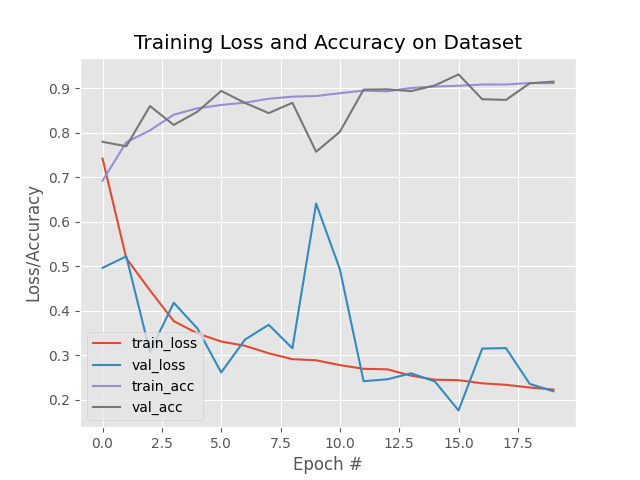 Training Loss and Accuracy on Dataset
Loss/Accuracy
0.9
0.8
0.7
0.6
0.5
0.4
0.3
0.2
train_loss
val_loss
train_acc
val_acc
0.0 2.5 5.0 7.5 10.0 12.5 15.0 17.5
Epoch #